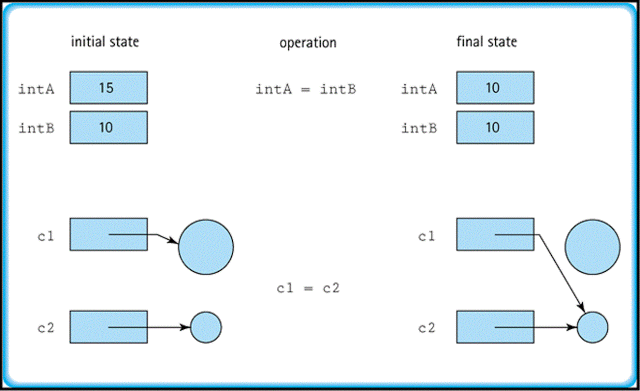 initial state operation final state
intA 15 intA = intB intA 10
intB 10 intB 10
c1 c1
c1 = c2
c2 c2